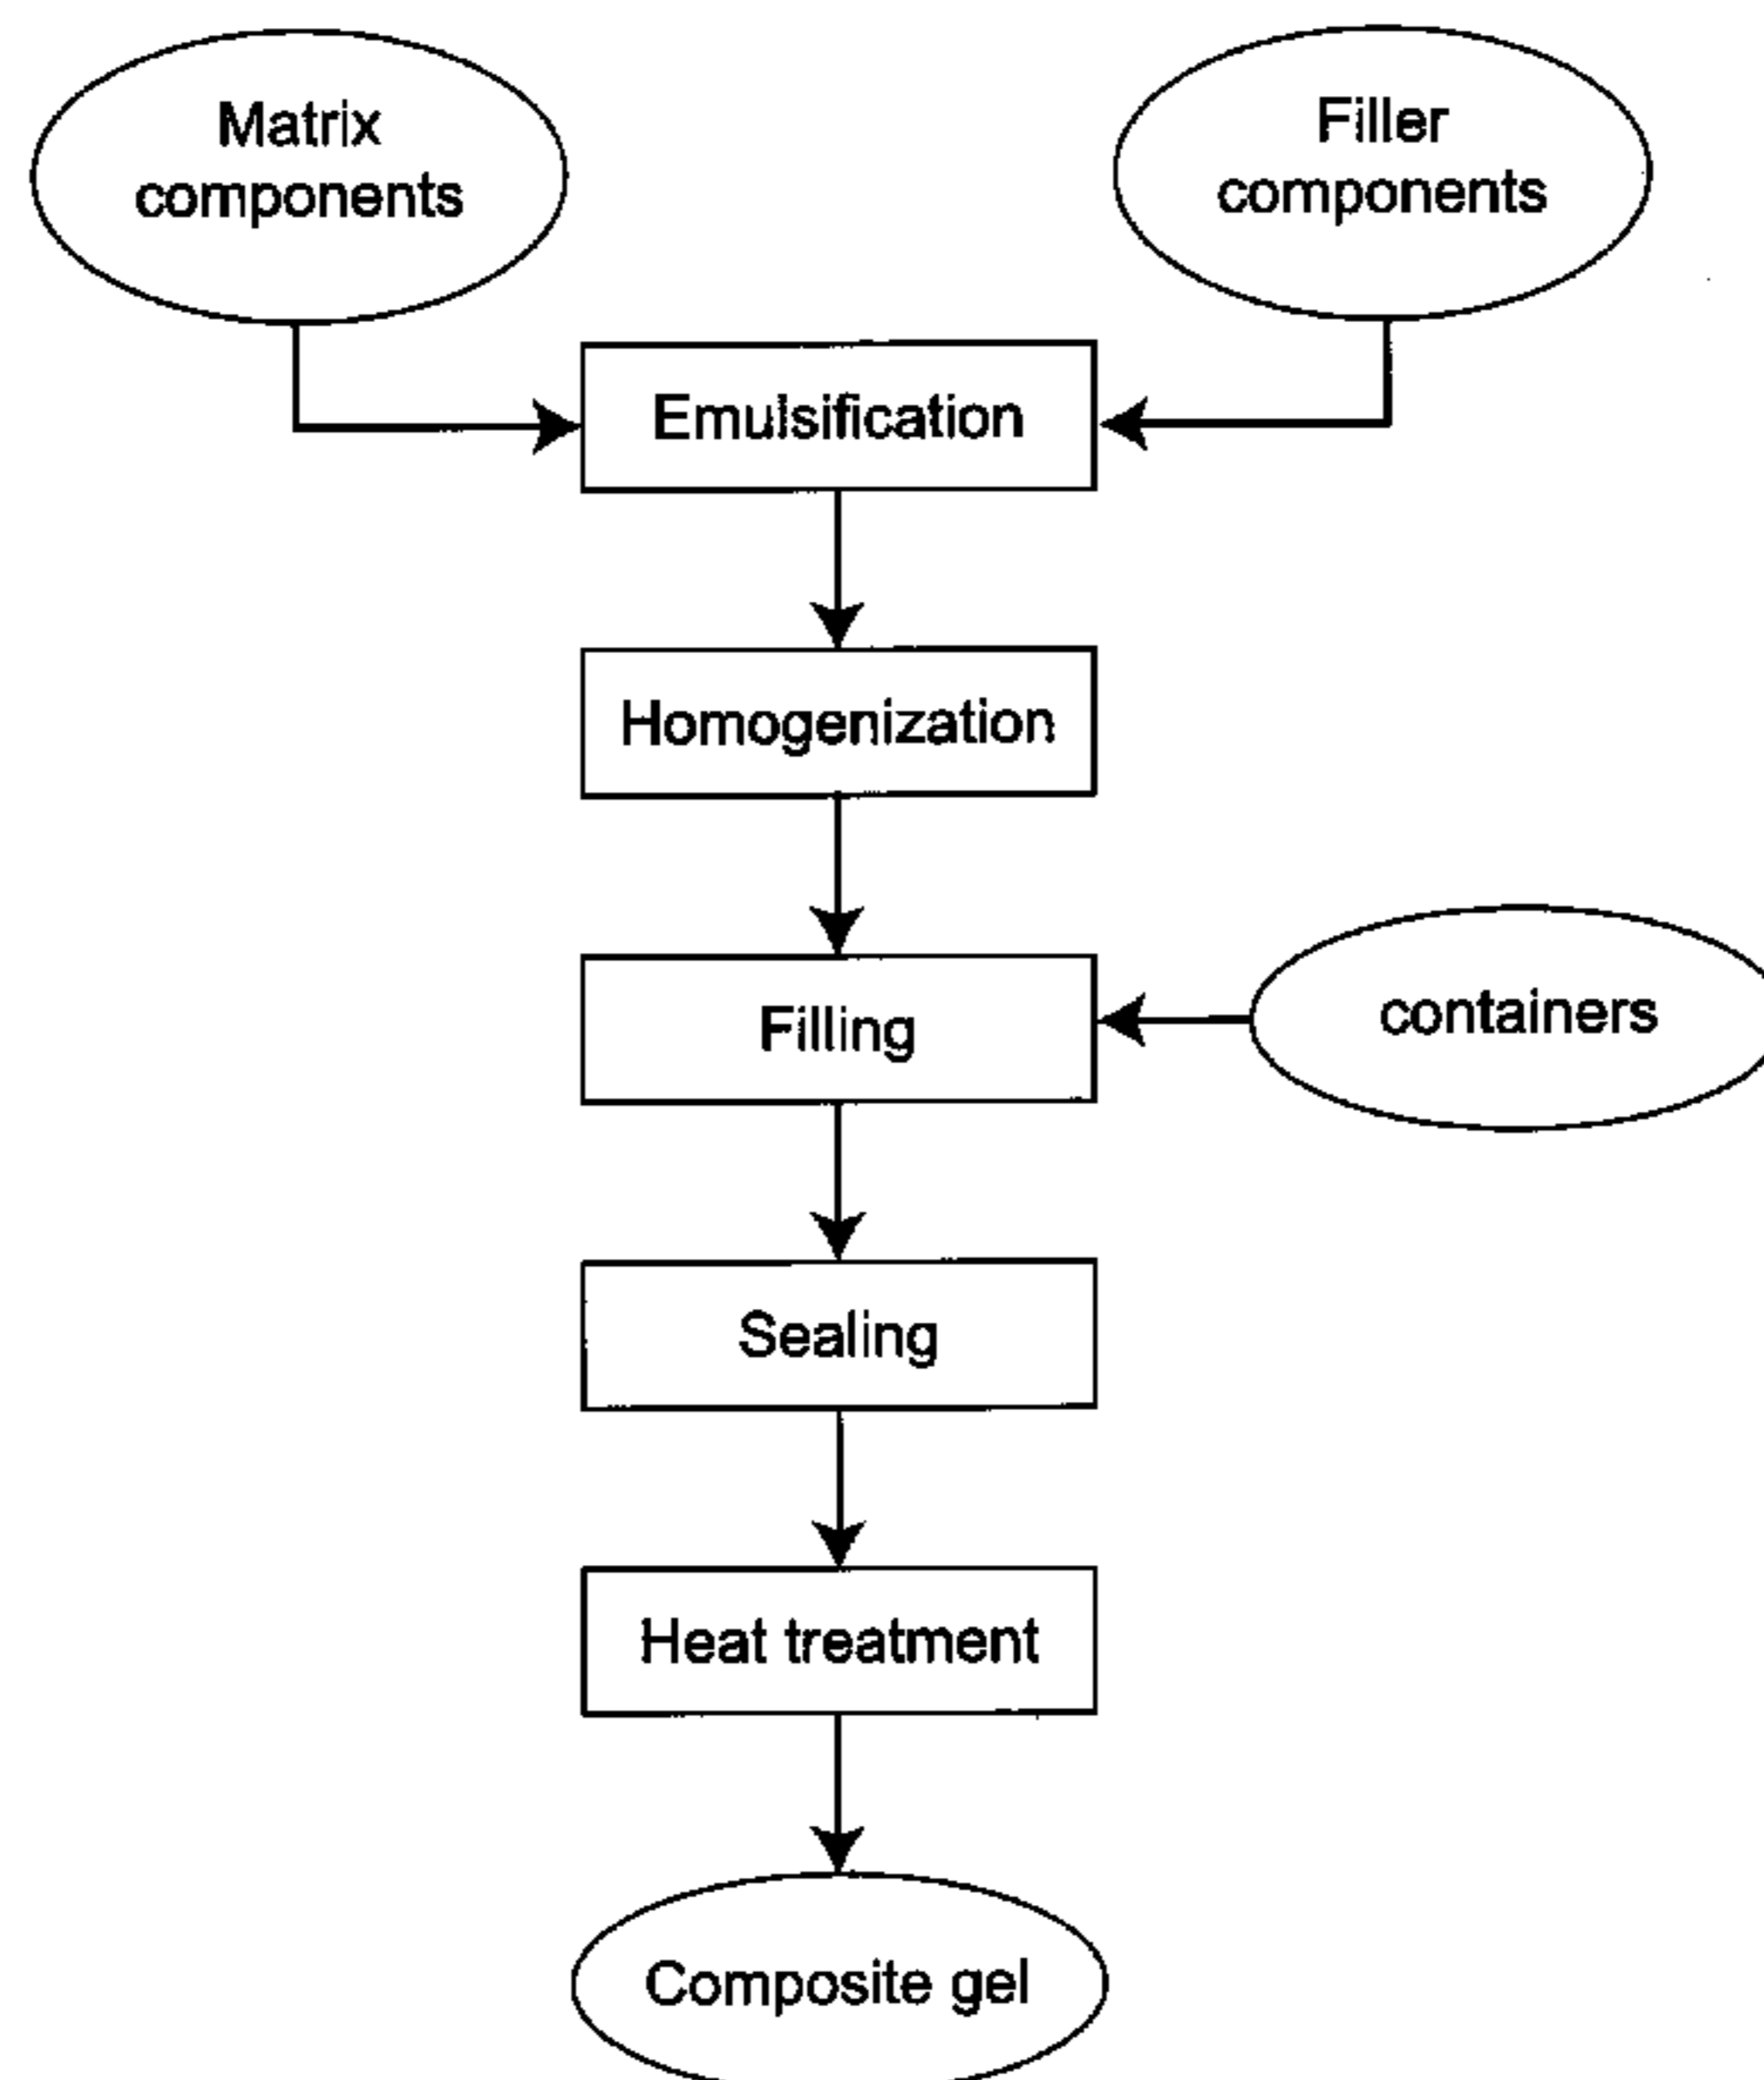 Matrix
components
Filler
components
Emulsification
Homogenization
Filling
containers
Sealing
Heat treatment
Composite gel